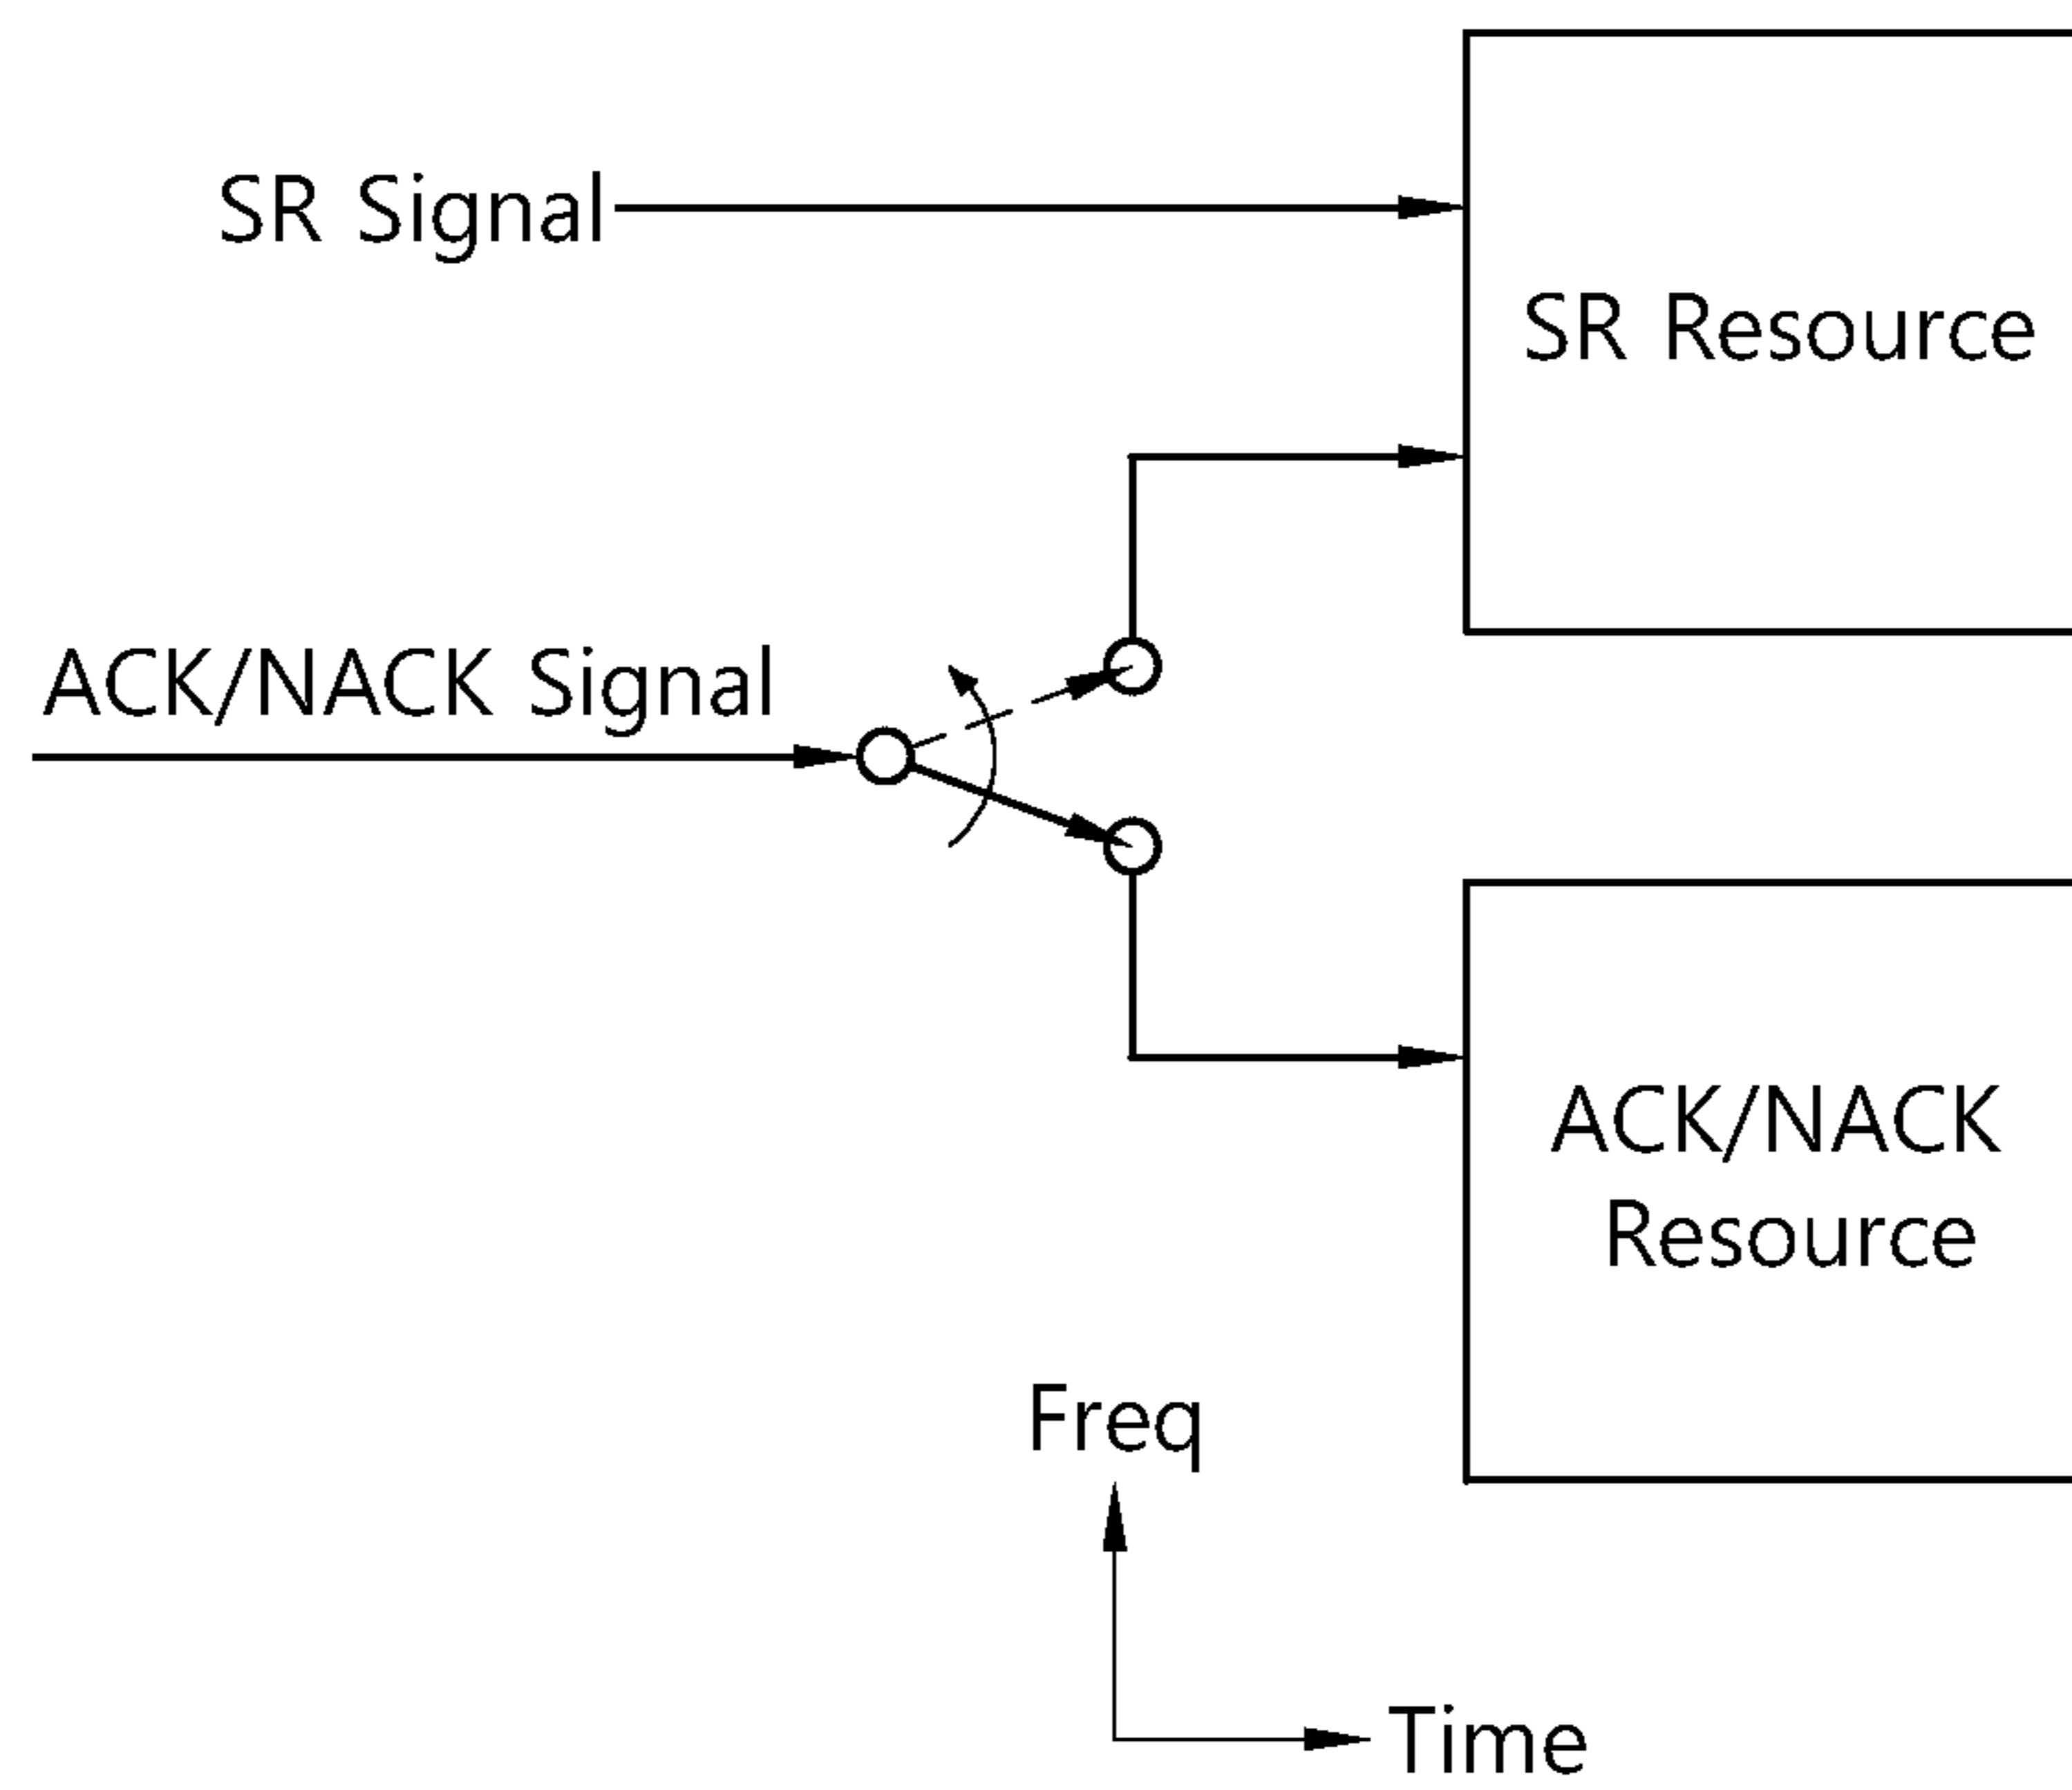 SR Signal
SR Resource
ACK/NACK Signal
ACK/NACK
Resource
Freq
Time